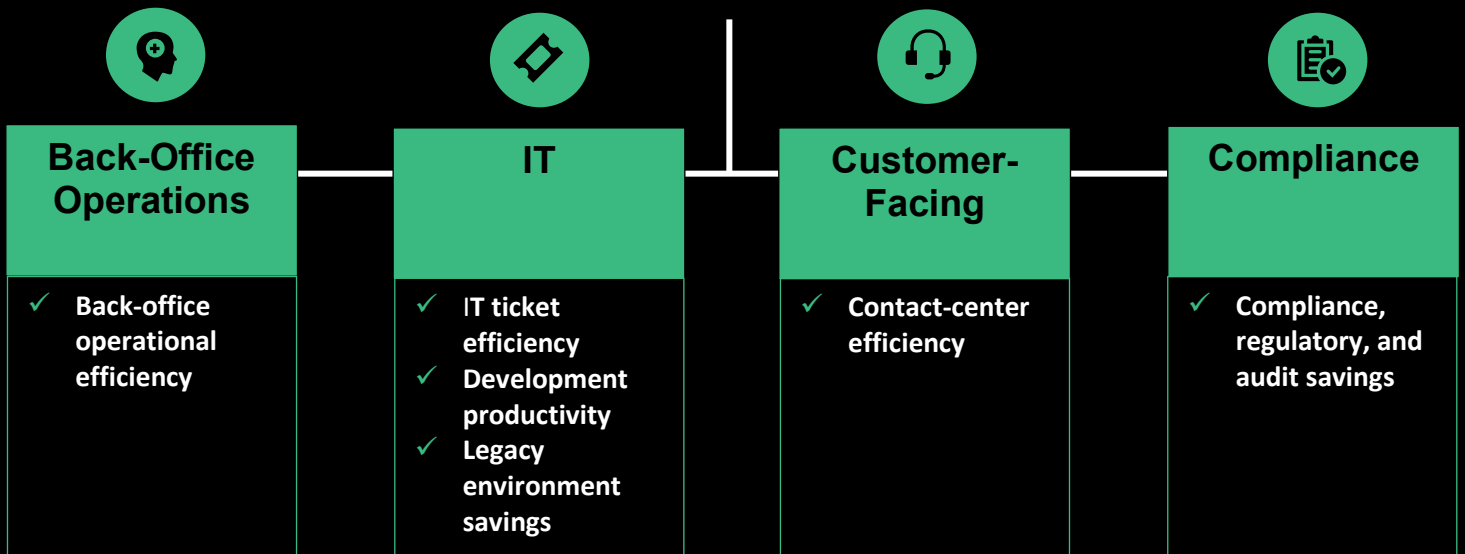 Back-Office
Operations
IT
Customer-
Facing
Compliance
Back-office
operational
efficiency
IT ticket
efficiency
Development
productivity
Legacy
environment
savings
Contact-center
efficiency
Compliance,
regulatory, and
audit savings